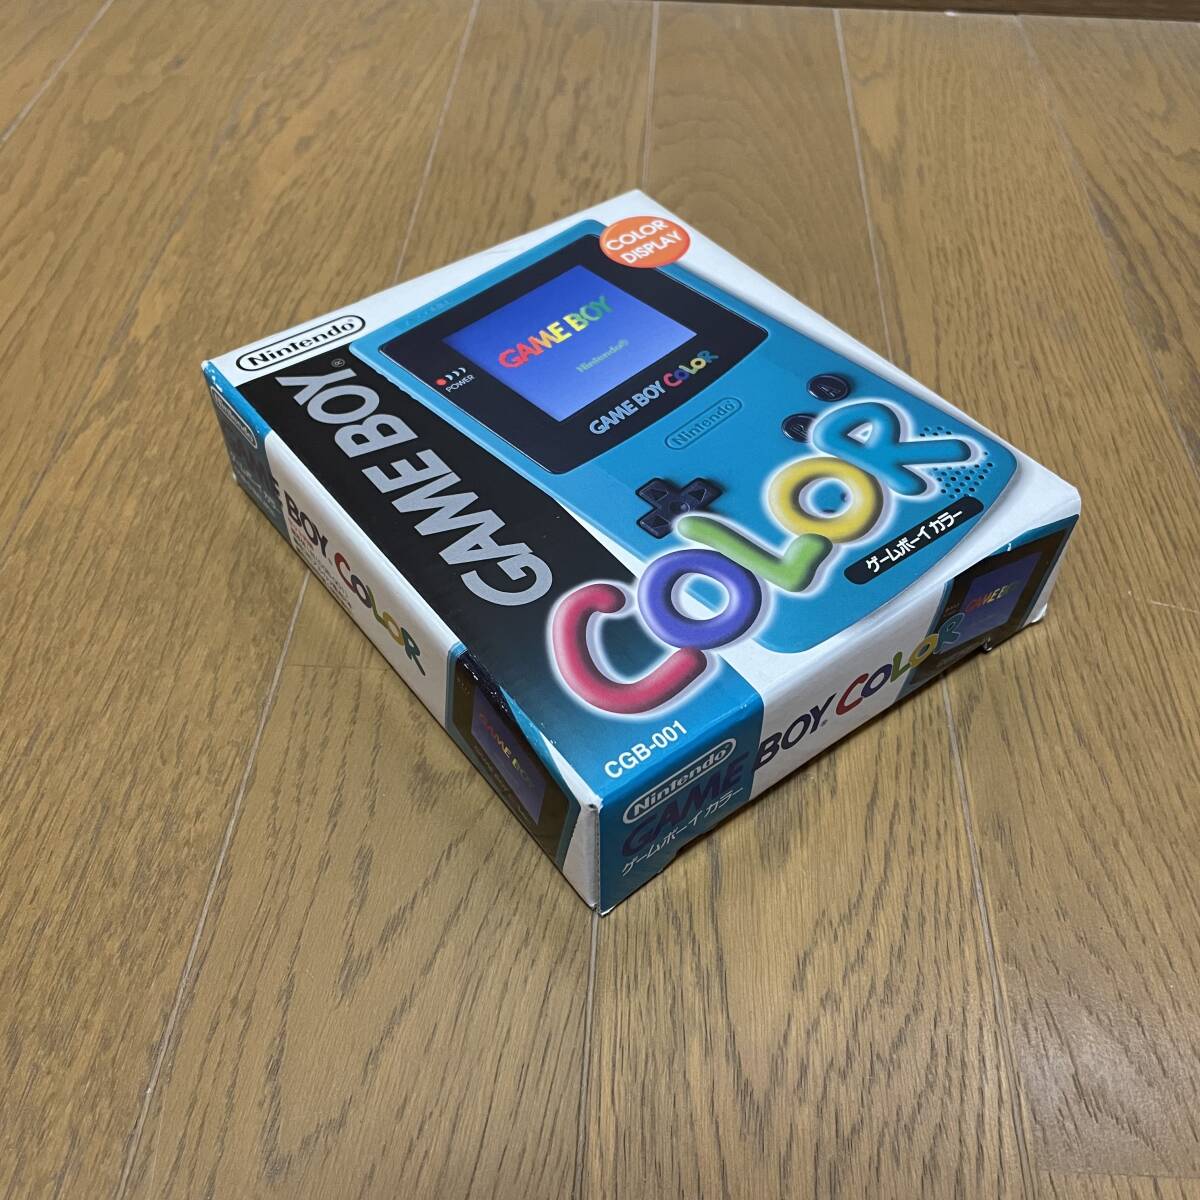 Nintendo®
GAME BOY
COLOR
DISPLAY
GAME BOY
Nintendo®
POWER
GAME BOY COLOR
Nintendo
A
COLOR
ゲームボーイカラー
CGB-001
Nintendo
BOY COLOR
GAME BO
Nintendo
GAME BOY COLOR
ゲームボーイカラー
GAME BO